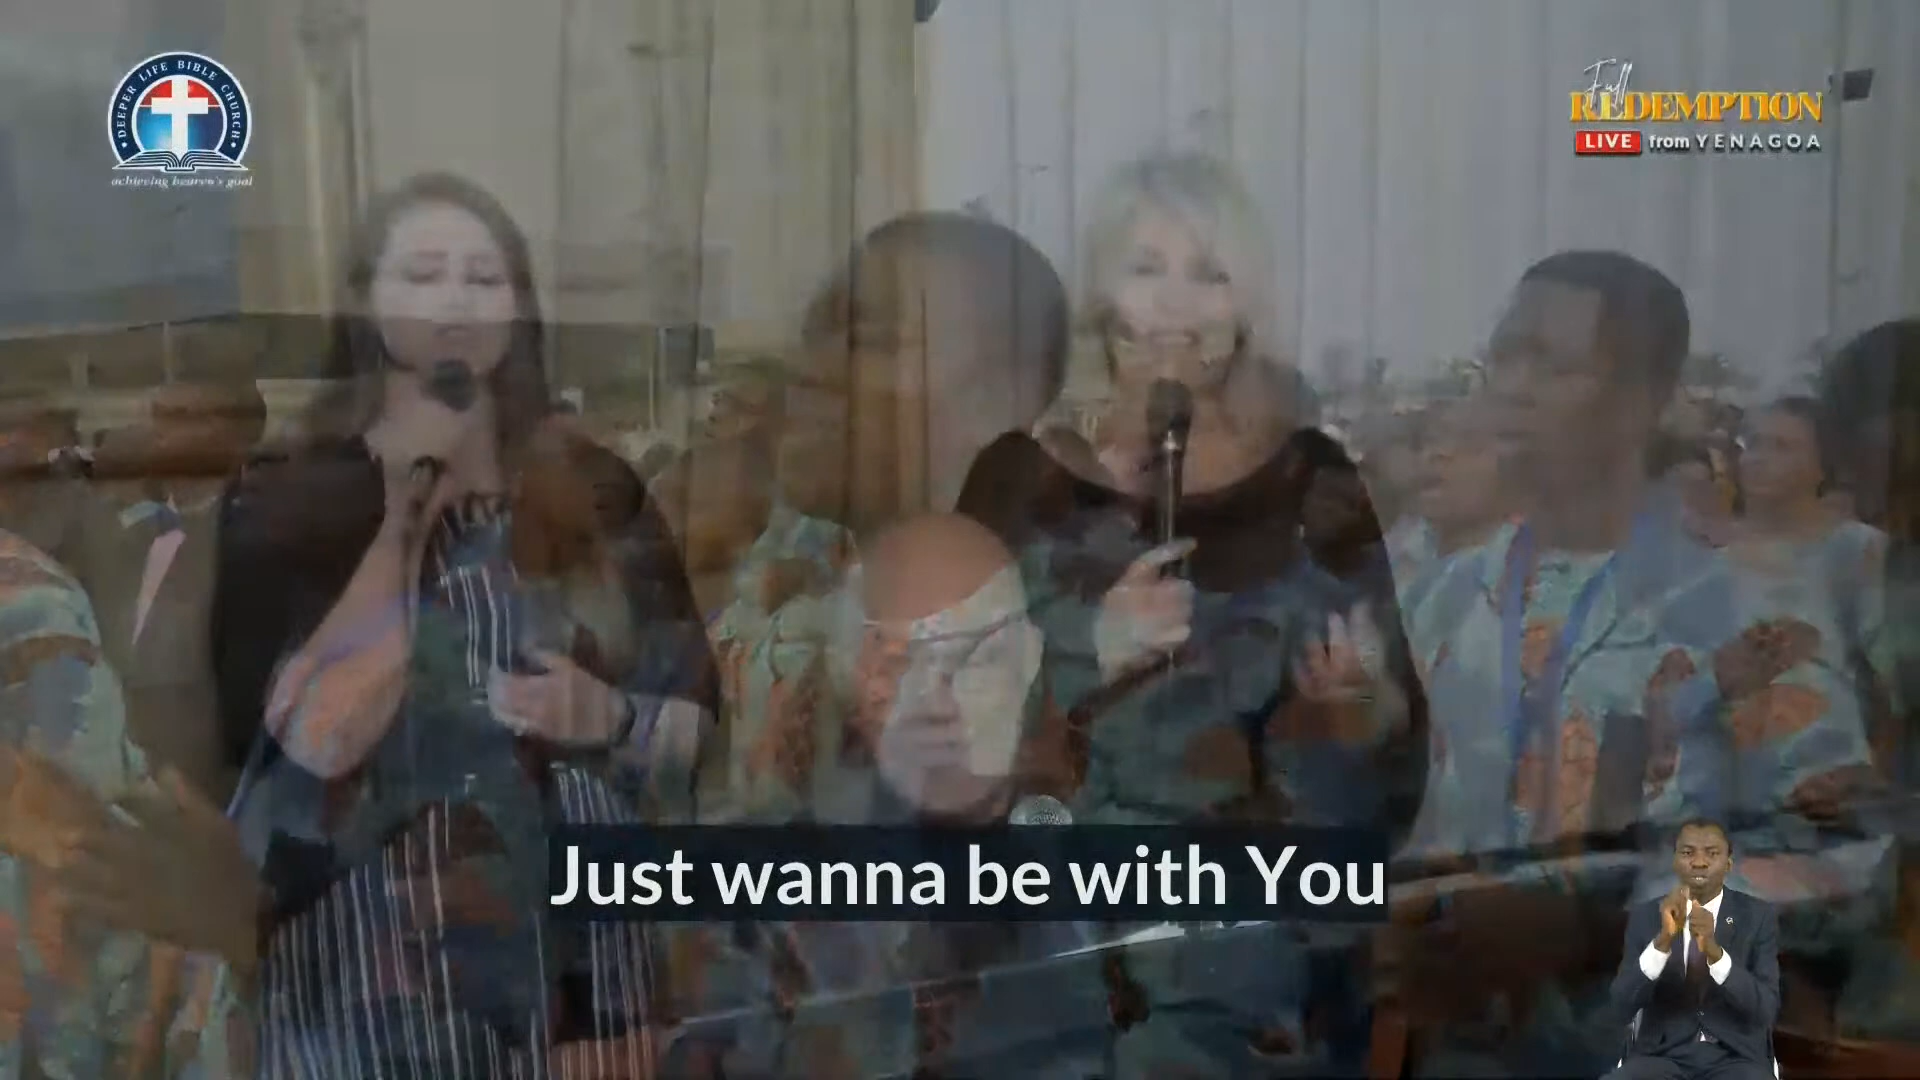 DEEPER LIFE BIBLE CHURCH
achieving heaven's goal
Full
REDEMPTION
LIVE from YENAGOA
Just wanna be with You